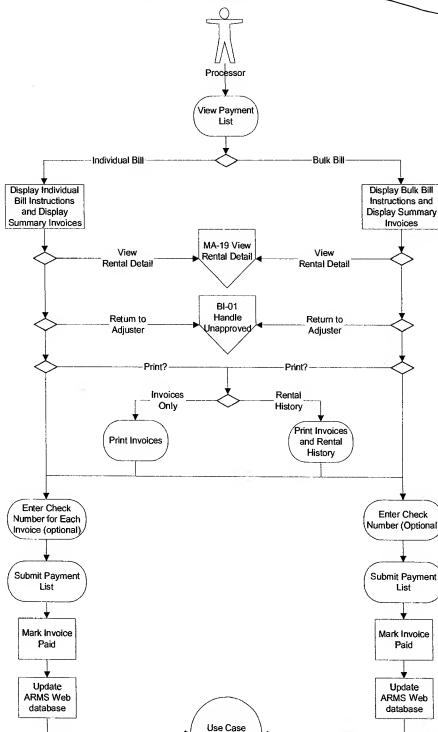 Processor
View Payment
List
Individual Bill
Bulk Bill
Display Individual
Bill Instructions
and Display
Summary Invoices
Display Bulk Bill
Instructions and
Display Summary
Invoices
View
Rental Detail
MA-19 View
Rental Detail
View
Rental Detail
Return to
Adjuster
BI-01
Handle
Unapproved
Return to
Adjuster
Print?
Print?
Invoices
Only
Rental
History
Print Invoices
Print Invoices
and Rental
History
Enter Check
Number for Each
Invoice (optional)
Enter Check
Number (Optional
Submit Payment
List
Submit Payment
List
Mark Invoice
Paid
Mark Invoice
Paid
Update
ARMS Web
database
Update
ARMS Web
database
Use Case